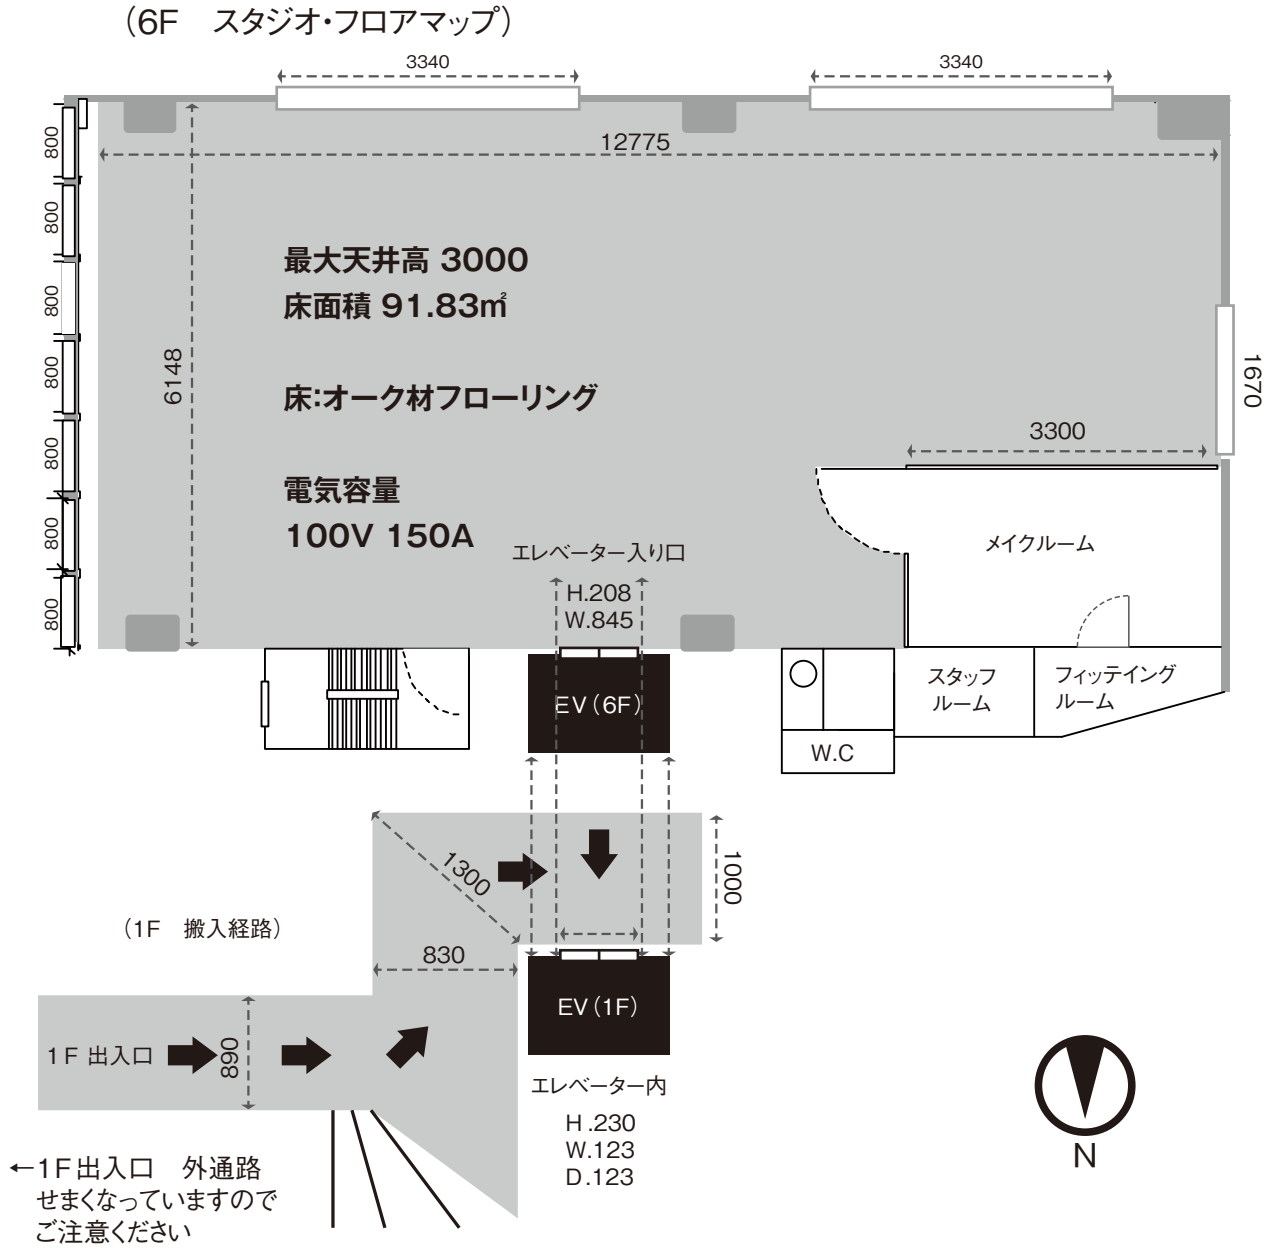 （6F　スタジオ・フロアマップ）
3340
3340
12775
800
800
800
800
800
800
800
6148
最大天井高 3000
床面積 91.83㎡
床：オーク材フローリング
電気容量
100V 150A
1670
3300
メイクルーム
エレベーター入り口
H.208
W.845
EV（6F）
スタッフ
ルーム
フィッテイング
ルーム
W.C
1300
1000
（1F　搬入経路）
830
EV（1F）
1F 出入口
890
エレベーター内
H.230
W.123
D.123
N
←1F出入口　外通路
せまくなっていますので
ご注意ください